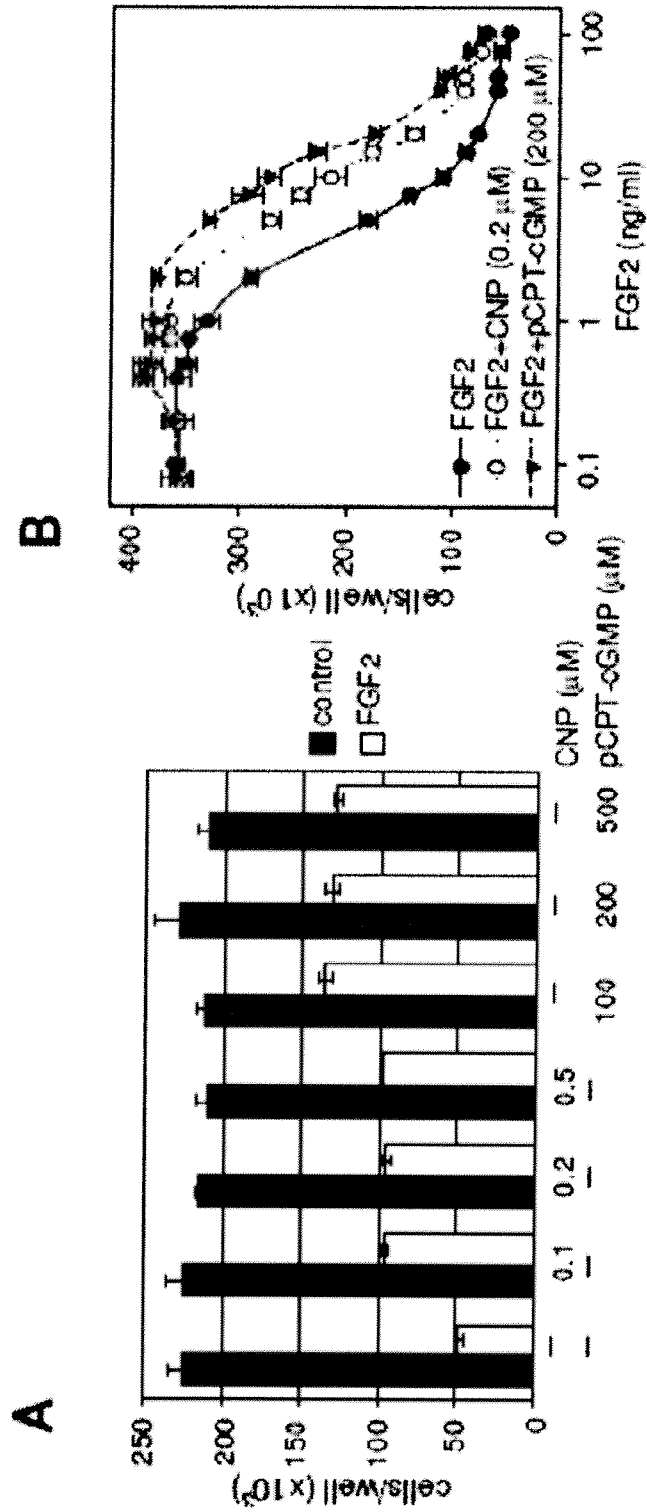 A
cells/well (x10³)
250
200
150
100
50
0
control
FGF2
— 0.1 0.2 0.5 — — — CNP (μM)
— — — — 100 200 500 pCPT-cGMP (μM)
B
cells/well (x10³)
400
300
200
100
0
FGF2
FGF2+CNP (0.2 μM)
FGF2+pCPT-cGMP (200 μM)
0.1 1 10 100
FGF2 (ng/ml)